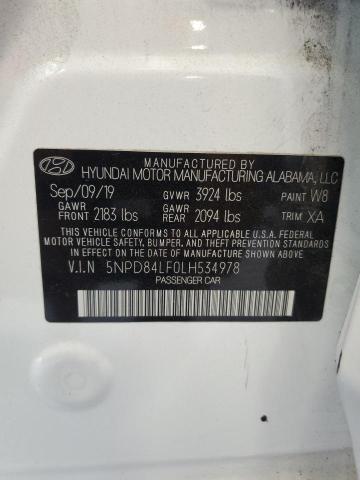 MANUFACTURED BY
HYUNDAI MOTOR MANUFACTURING ALABAMA, LLC
Sep/09/19 GVWR 3924 lbs PAINT W8
GAWR FRONT 2183 lbs GAWR REAR 2094 lbs TRIM XA
THIS VEHICLE CONFORMS TO ALL APPLICABLE U.S.A. FEDERAL
MOTOR VEHICLE SAFETY, BUMPER, AND THEFT PREVENTION
STANDARDS IN EFFECT ON THE DATE OF MANUFACTURE SHOWN ABOVE.
V.I.N 5NPD84LF0LH534978
PASSENGER CAR